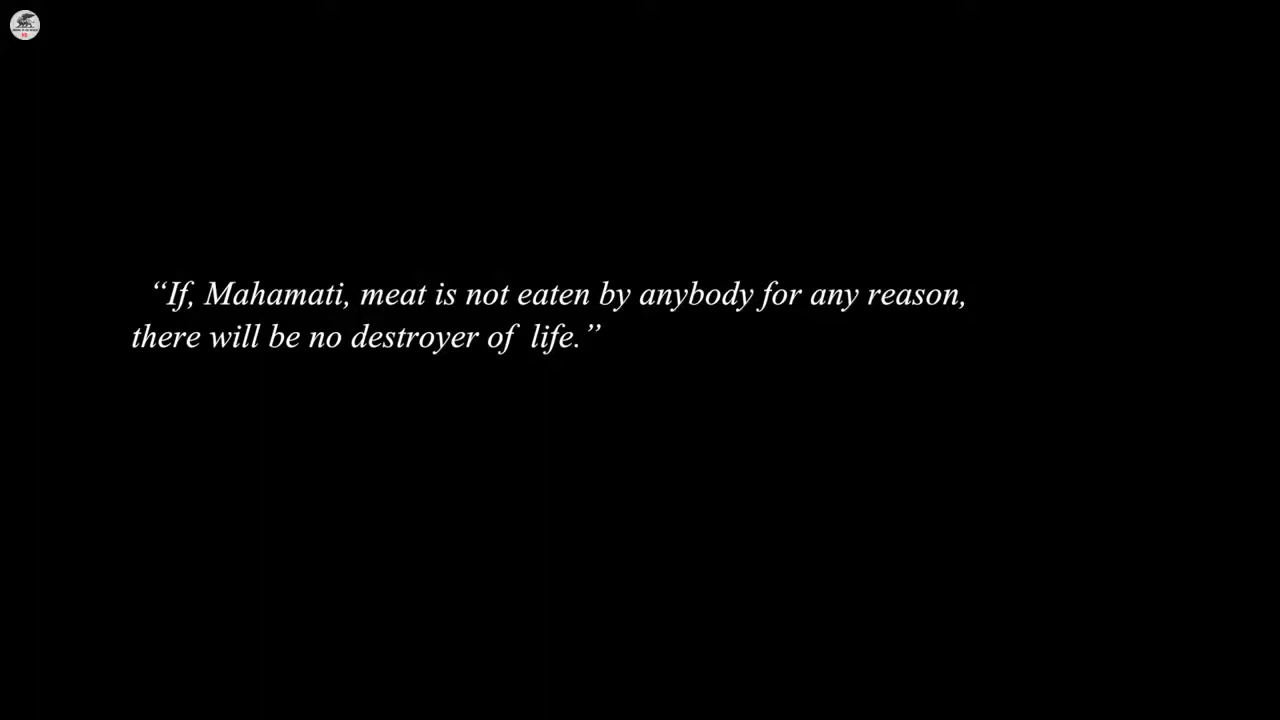 “If, Mahamati, meat is not eaten by anybody for any reason,
there will be no destroyer of life.”